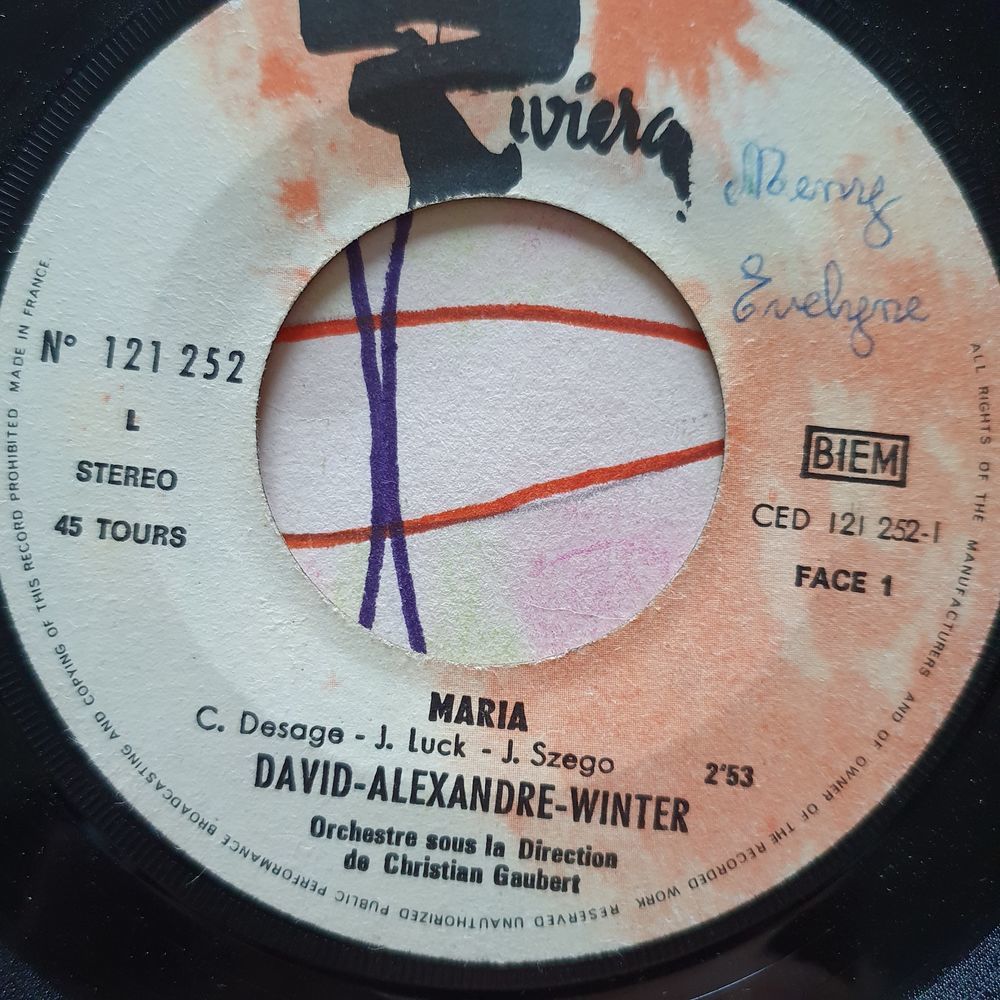 Riviera
Merry
Evelyne
N° 121 252
L
STEREO
45 TOURS
BIEM
CED 121 252-1
FACE 1
MARIA
C. Desage - J. Luck - J. Szego
2'53
DAVID-ALEXANDRE-WINTER
Orchestre sous la Direction
de Christian Gaubert
ALL RIGHTS OF THE MANUFACTURERS AND OF OWNER OF THE RECORDED WORK RESERVED UNAUTHORIZED PUBLIC PERFORMANCE BROADCASTING AND COPYING OF THIS RECORD PROHIBITED MADE IN FRANCE.